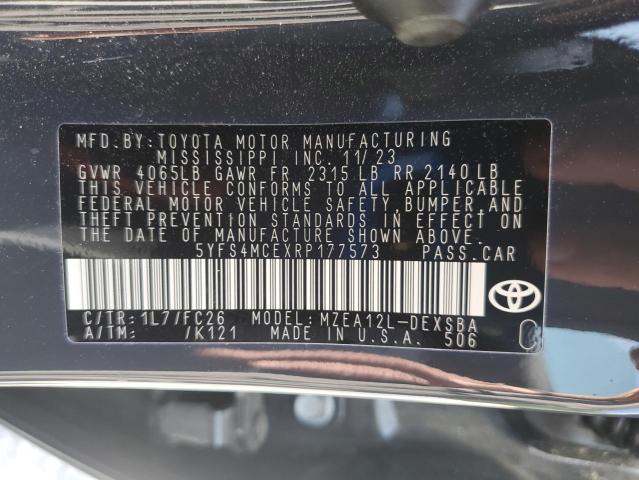 MFD.BY:TOYOTA MOTOR MANUFACTURING
MISSISSIPPI, INC. 11/23
GVWR 4065LB GAWR FR 2315 LB RR 2140LB
THIS VEHICLE CONFORMS TO ALL APPLICABLE
FEDERAL MOTOR VEHICLE SAFETY, BUMPER AND
THEFT PREVENTION STANDARDS IN EFFECT ON
THE DATE OF MANUFACTURE SHOWN ABOVE.
5YFS4MCEXRP177573 PASS.CAR
C/TR:1L7/FC26 MODEL:MZEA12L-DEXSBA
A/TM: /K121 MADE IN U.S.A. 506
C